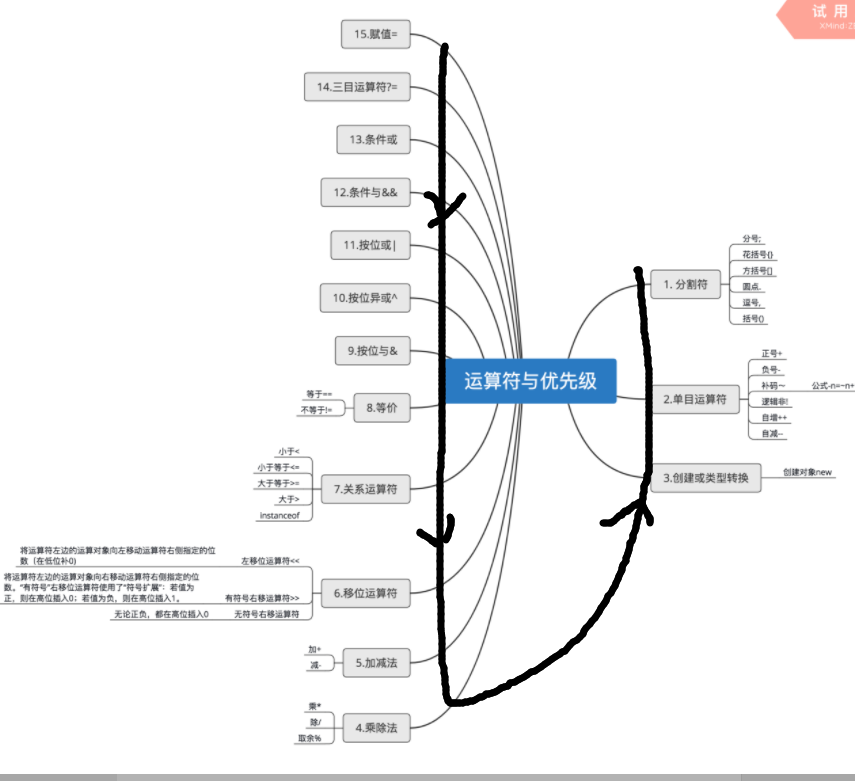 试 用
XMind-Z
15.赋值=
14.三目运算符?=
13.条件或
12.条件与&&
11.按位或|
10.按位异或^
9.按位与&
运算符与优先级
等于==
不等于!=
8.等价
小于<
小于等于<=
大于等于>=
大于>
instanceof
7.关系运算符
将运算符左边的运算对象向左移动运算符右侧指定的位
数（在低位补0）
左移位运算符<<
将运算符左边的运算对象向右移动运算符右侧指定的位
数。“有符号”右移位运算符使用了“符号扩展”：若值为
正，则在高位插入0；若值为负，则在高位插入1。
有符号右移运算符>>
无论正负，都在高位插入0
无符号右移运算符
6.移位运算符
加+
减-
5.加减法
乘*
除/
取余%
4.乘除法
1. 分割符
分号;
花括号{}
方括号[]
圆点.
逗号,
括号()
2.单目运算符
正号+
负号-
补码～
公式-n=~n+
逻辑非!
自增++
自减--
3.创建或类型转换
创建对象new